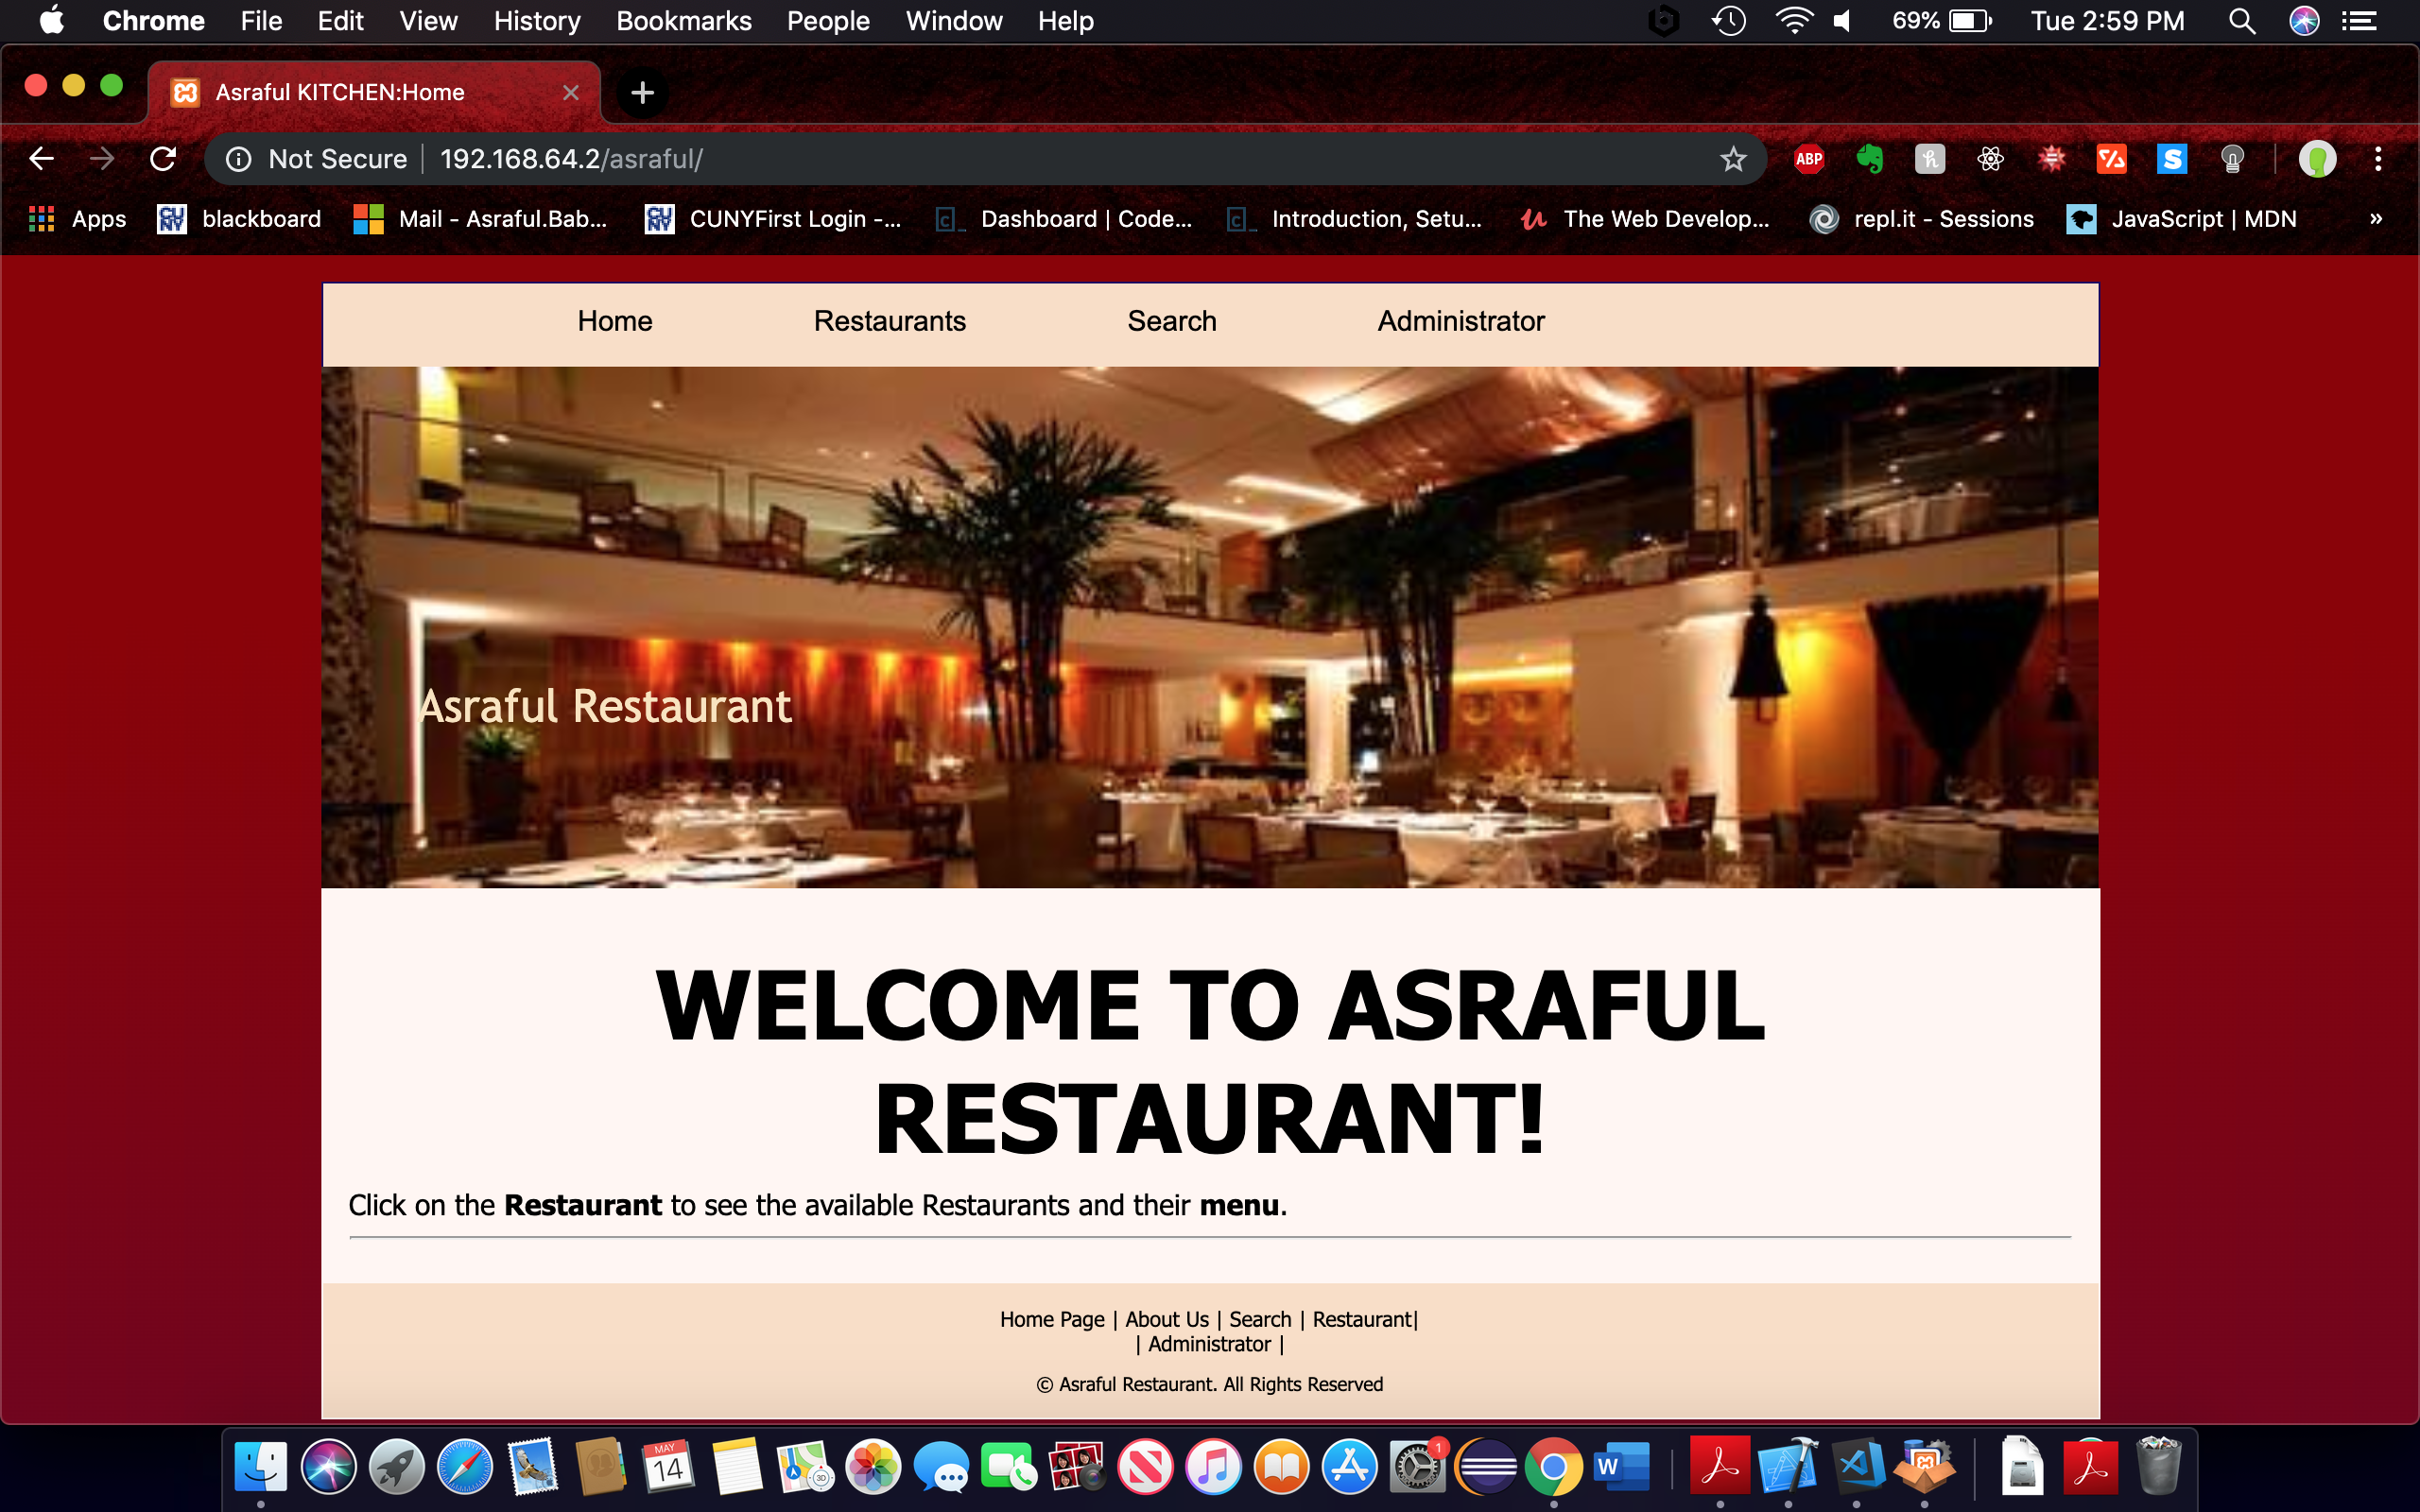 Chrome File Edit View History Bookmarks People Window Help 69% Tue 2:59 PM
Asraful KITCHEN:Home
Not Secure 192.168.64.2/asraful/
ABP
Apps blackboard Mail - Asraful.Bab... CUNYFirst Login -... Dashboard | Code... Introduction, Setu... The Web Develop... repl.it - Sessions JavaScript | MDN »
Home Restaurants Search Administrator
Asraful Restaurant
WELCOME TO ASRAFUL
RESTAURANT!
Click on the Restaurant to see the available Restaurants and their menu.
Home Page | About Us | Search | Restaurant|
| Administrator |
© Asraful Restaurant. All Rights Reserved
MAY
14
3D
1
W